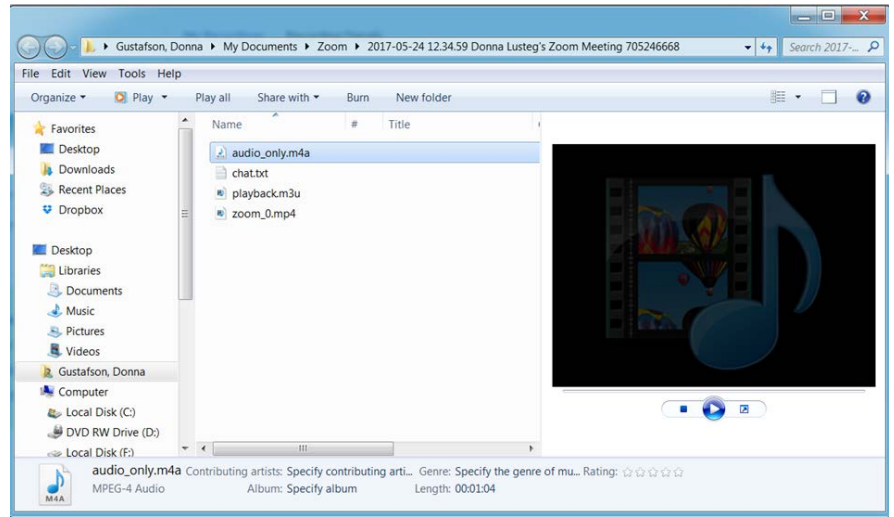 Gustafson, Donna ▸ My Documents ▸ Zoom ▸ 2017-05-24 12.34.59 Donna Lusteg's Zoom Meeting 705246668
Search 2017-...
File Edit View Tools Help
Organize Play Play all Share with Burn New folder
Favorites
Desktop
Downloads
Recent Places
Dropbox
Desktop
Libraries
Documents
Music
Pictures
Videos
Gustafson, Donna
Computer
Local Disk (C:)
DVD RW Drive (D:)
Local Disk (F:)
Name # Title
audio_only.m4a
chat.txt
playback.m3u
zoom_0.mp4
audio_only.m4a Contributing artists: Specify contributing arti... Genre: Specify the genre of mu... Rating:
MPEG-4 Audio Album: Specify album Length: 00:01:04
M4A